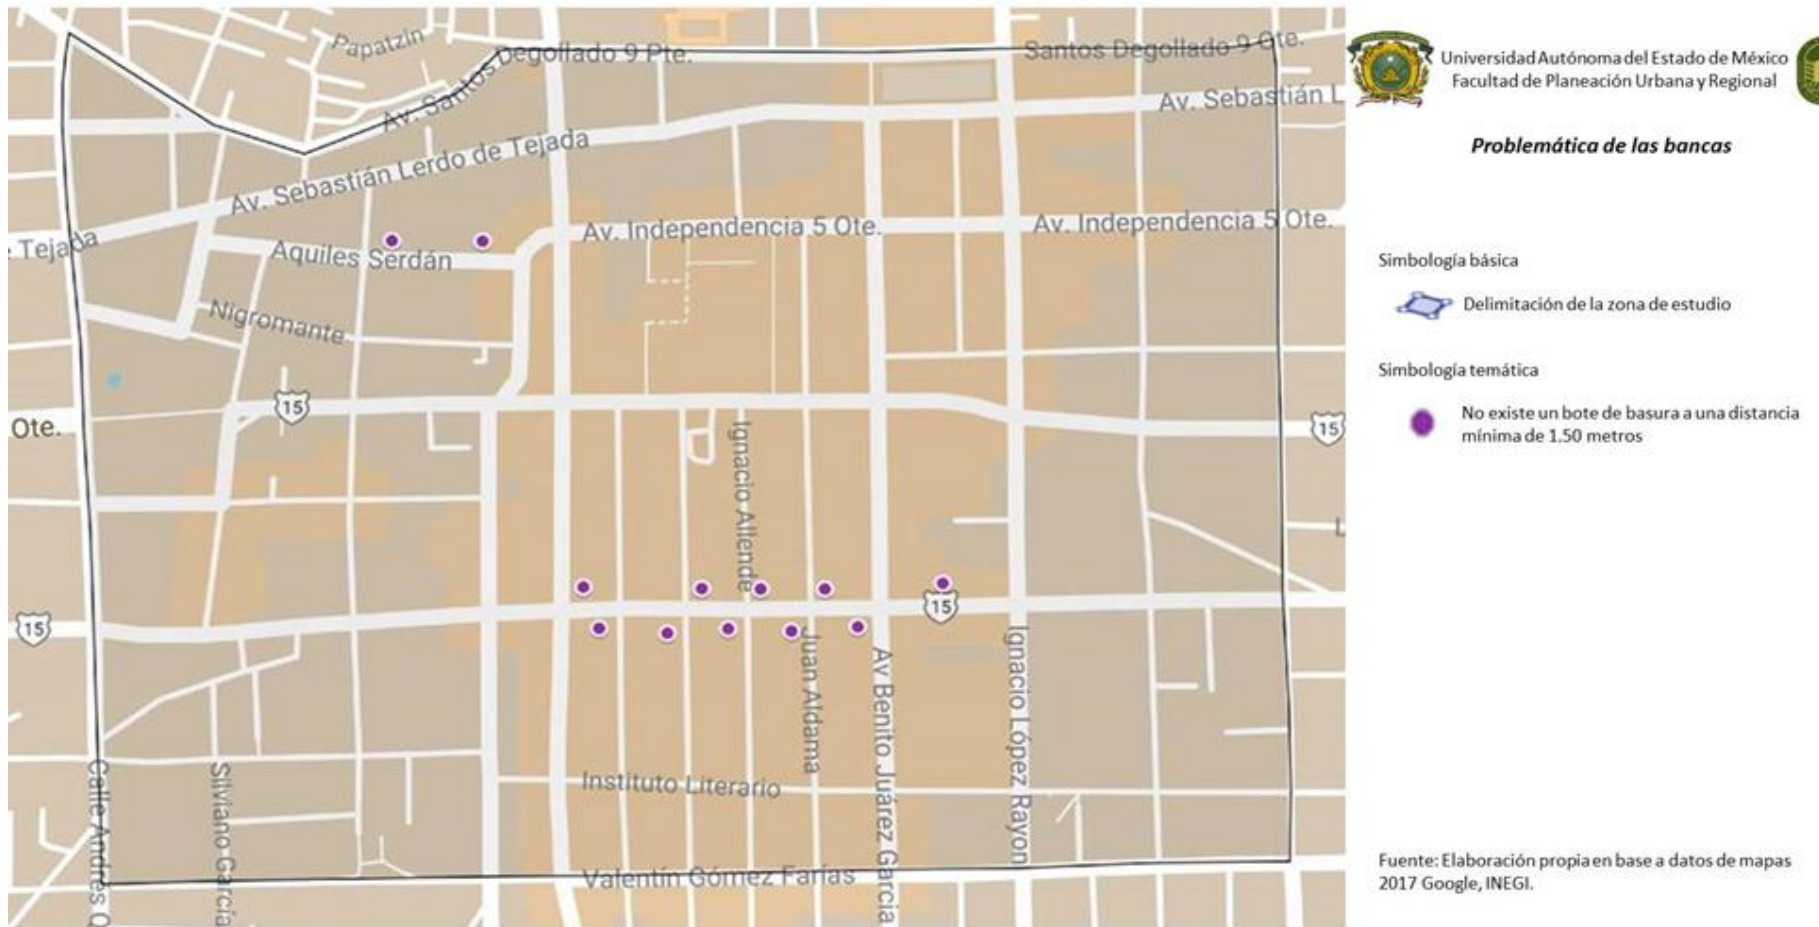 Papatzin
Av. Santos Degollado 9 Pte.
Santos Degollado 9 Ote.
Av. Sebastián L
Av. Sebastián Lerdo de Tejada
Tejada
Aquiles Serdán
Av. Independencia 5 Ote.
Av. Independencia 5 Ote.
Nigromante
15
Ote.
15
Ignacio Allende
L
15
15
Juan Aldama
Av Benito Juárez Garcia
Ignacio López Rayon
Instituto Literario
Calle Andres Q
Silviano García
Valentín Gómez Farías
Universidad Autónoma del Estado de México
Facultad de Planeación Urbana y Regional
Problemática de las bancas
Simbología básica
Delimitación de la zona de estudio
Simbología temática
No existe un bote de basura a una distancia
mínima de 1.50 metros
Fuente: Elaboración propia en base a datos de mapas
2017 Google, INEGI.